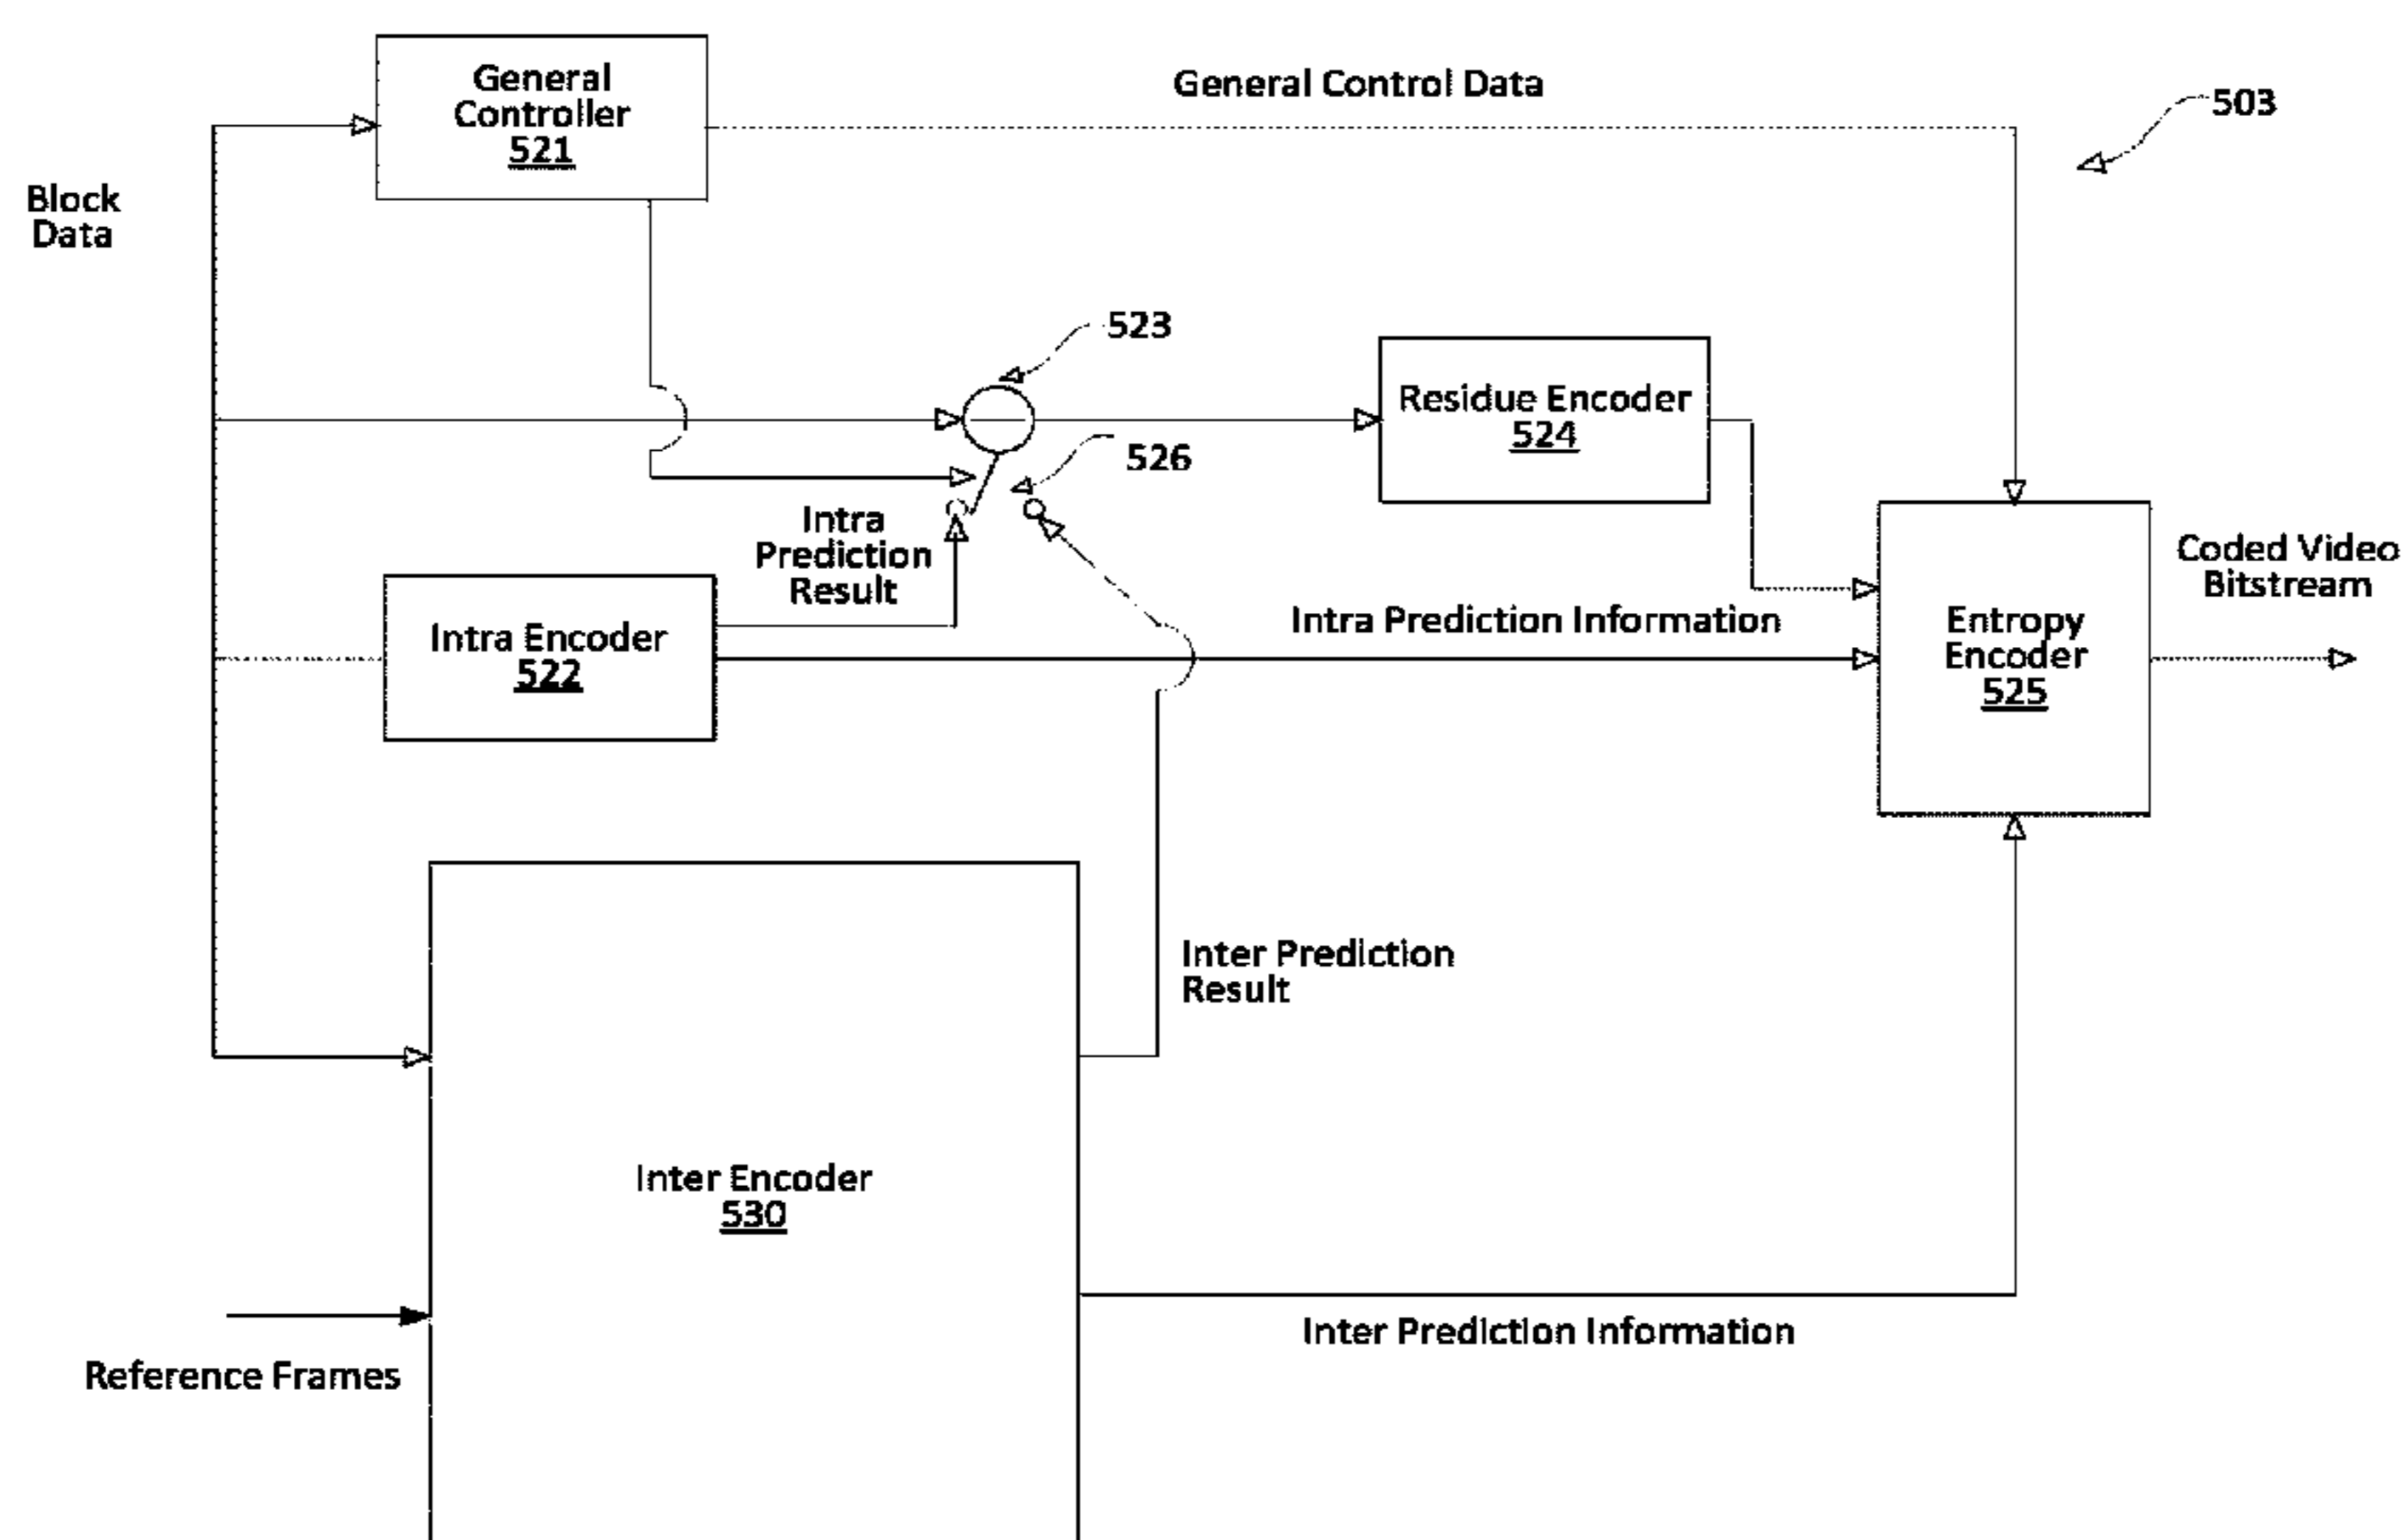 General
Controller
521
General Control Data
503
Block
Data
523
Residue Encoder
524
526
Intra
Prediction
Result
Intra Encoder
522
Intra Prediction Information
Entropy
Encoder
525
Coded Video
Bitstream
Inter Prediction
Result
Inter Encoder
530
Inter Prediction Information
Reference Frames